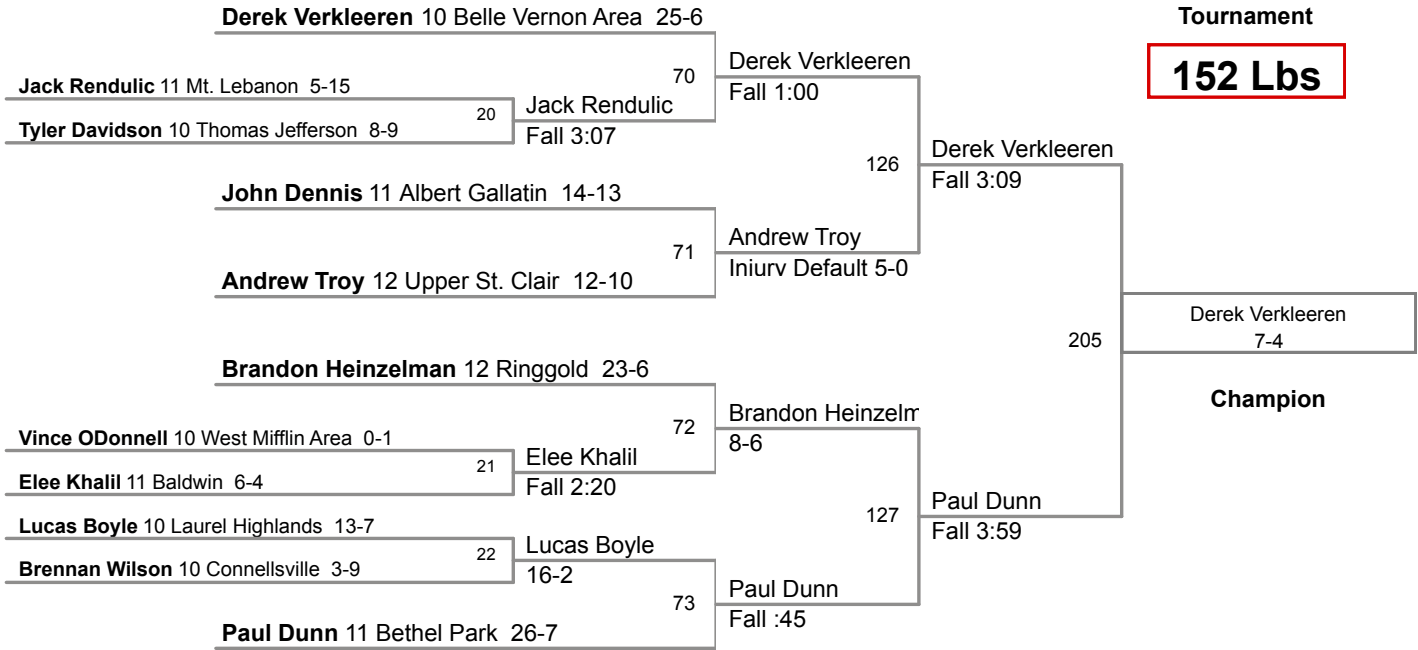 Derek Verkleeren 10 Belle Vernon Area 25-6
Tournament
152 Lbs
70
Derek Verkleeren
Fall 1:00
Jack Rendulic 11 Mt. Lebanon 5-15
20
Jack Rendulic
Fall 3:07
Tyler Davidson 10 Thomas Jefferson 8-9
126
Derek Verkleeren
Fall 3:09
John Dennis 11 Albert Gallatin 14-13
71
Andrew Troy
Iniurv Default 5-0
Andrew Troy 12 Upper St. Clair 12-10
205
Derek Verkleeren
7-4
Champion
Brandon Heinzelman 12 Ringgold 23-6
72
Brandon Heinzelm
8-6
Vince ODonnell 10 West Mifflin Area 0-1
21
Elee Khalil
Fall 2:20
Elee Khalil 11 Baldwin 6-4
127
Paul Dunn
Fall 3:59
Lucas Boyle 10 Laurel Highlands 13-7
22
Lucas Boyle
16-2
Brennan Wilson 10 Connellsville 3-9
73
Paul Dunn
Fall :45
Paul Dunn 11 Bethel Park 26-7